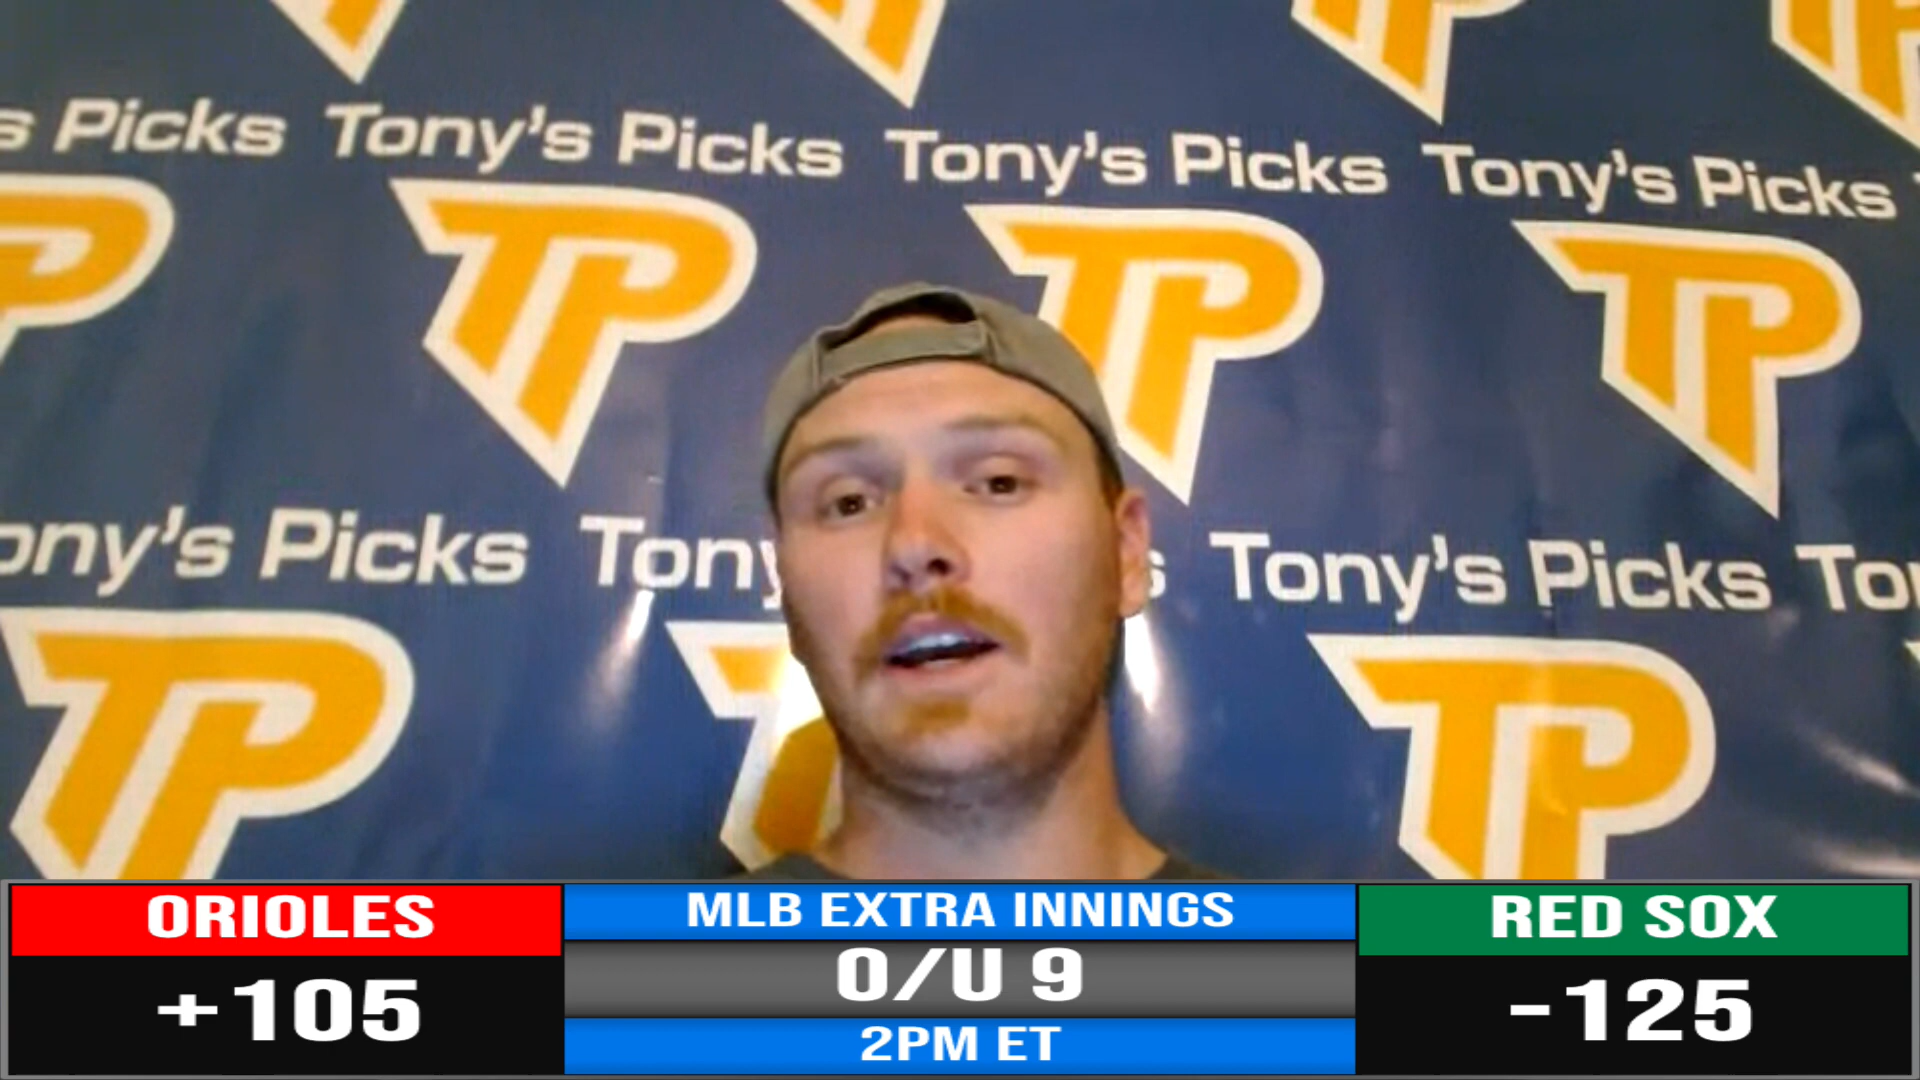 s Picks Tony's Picks Tony's Picks Tony's Picks
TP TP TP TP
ony's Picks Tony s Tony's Picks To
TP TP TP
ORIOLES
+105
MLB EXTRA INNINGS
O/U 9
2PM ET
RED SOX
-125